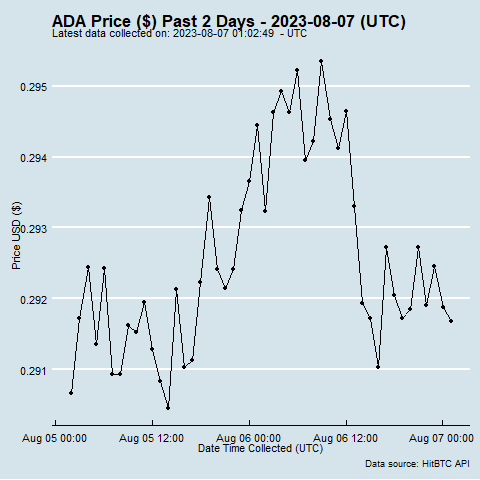 ADA Price ($) Past 2 Days - 2023-08-07 (UTC)
Latest data collected on: 2023-08-07 01:02:49 - UTC
0.295
0.294
0.293
0.292
0.291
Price USD ($)
Aug 05 00:00 Aug 05 12:00 Aug 06 00:00 Aug 06 12:00 Aug 07 00:00
Date Time Collected (UTC)
Data source: HitBTC API